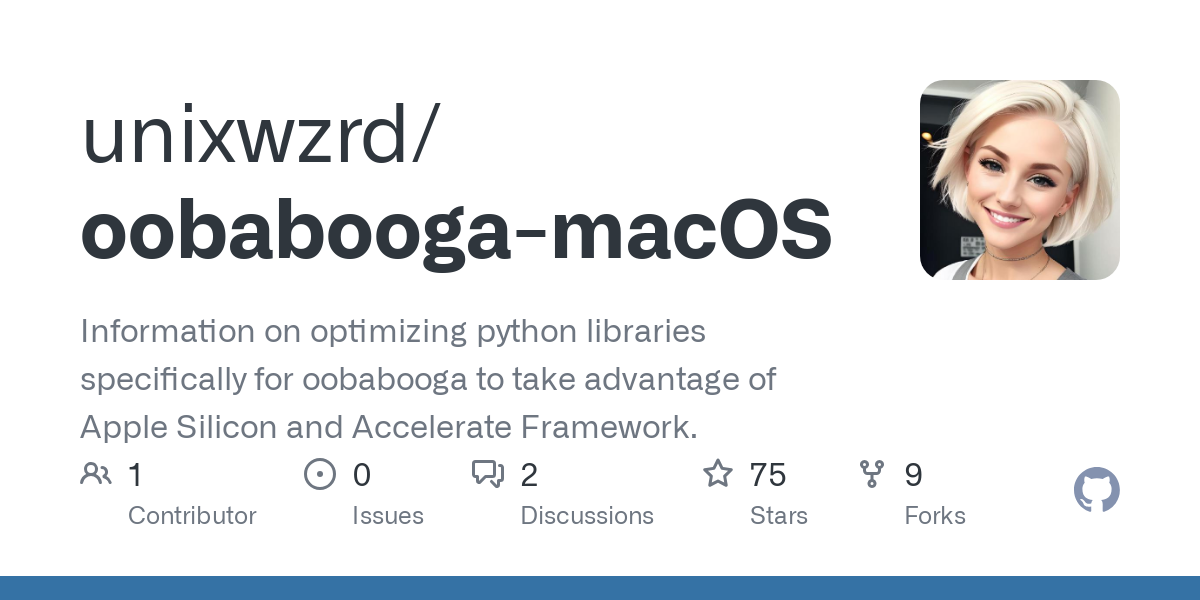 unixwzrd/
oobabooga-macOS
Information on optimizing python libraries
specifically for oobabooga to take advantage of
Apple Silicon and Accelerate Framework.
1 0 2 75 9
Contributor Issues Discussions Stars Forks